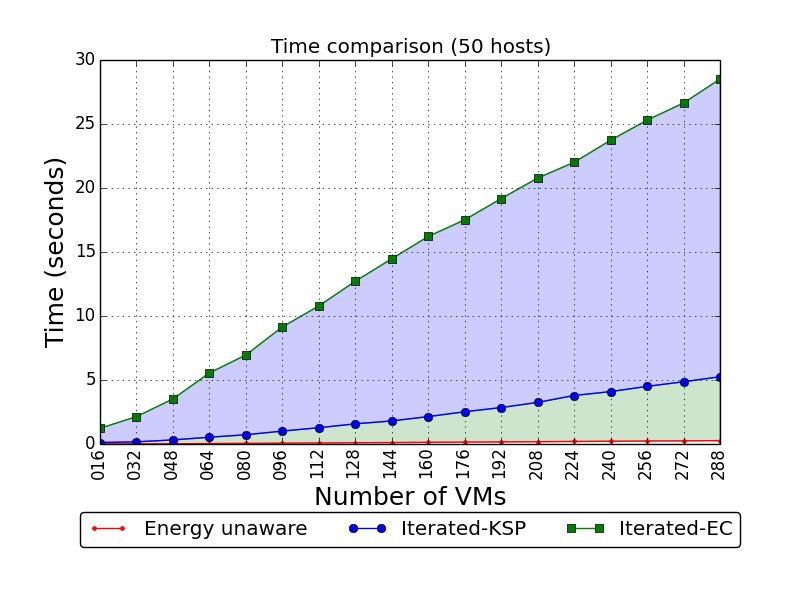 Time comparison (50 hosts)
30
25
20
15
10
5
0
Time (seconds)
016 032 048 064 080 096 112 128 144 160 176 192 208 224 240 256 272 288
Number of VMs
Energy unaware Iterated-KSP Iterated-EC